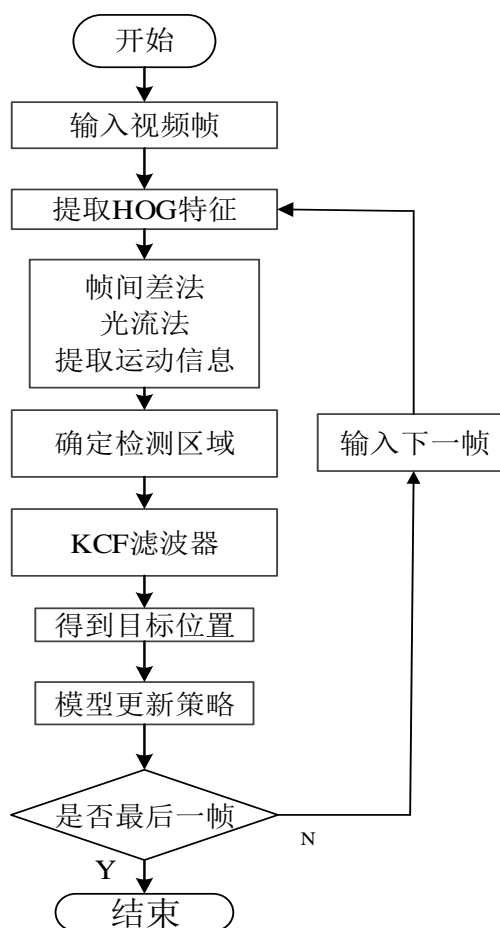 开始
输入视频帧
提取HOG特征
帧间差法
光流法
提取运动信息
确定检测区域
输入下一帧
KCF滤波器
得到目标位置
模型更新策略
是否最后一帧
N
Y
结束